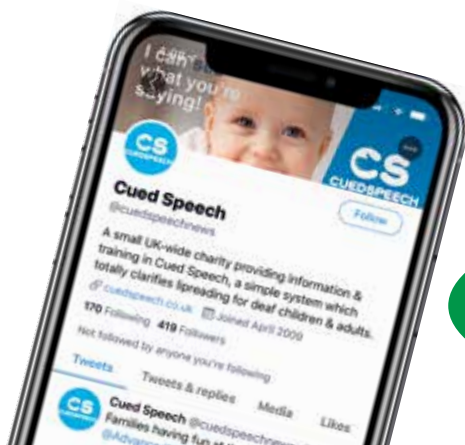 I can
what you're
saying!
CS
CUEDSPEECH
CS
CUEDSPEECH
Cued Speech
Follow
@cuedspeechnews
A small UK-wide charity providing information &
training in Cued Speech, a simple system which
totally clarifies lipreading for deaf children & adults.
cuedspeech.co.uk Joined April 2009
170 Following 419 Followers
Not followed by anyone you're following
Tweets Tweets & replies Media Likes
CS
Cued Speech @cuedspeechnews
Families having fun